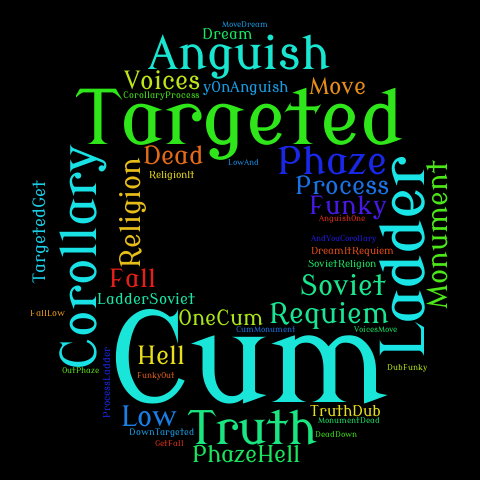 MoveDream
Dream
Anguish
Voices
yOnAnguish
Move
CorollaryProcess
Targeted
Dead
LowAnd
Phaze
ReligionIt
Process
Religion
Corollary
TargetedGet
Ladder
Monument
Funky
AnguishOne
AndYouCorollary
DreamItRequiem
SovietReligion
Fall
Soviet
LadderSoviet
FallLow
OneCum
Requiem
CumMonument
VoicesMove
Cum
Hell
OutPhaze
ProcessLadder
FunkyOut
DubFunky
Low
Truth
TruthDub
MonumentDead
DownTargeted
DeadDown
GetFall
PhazeHell